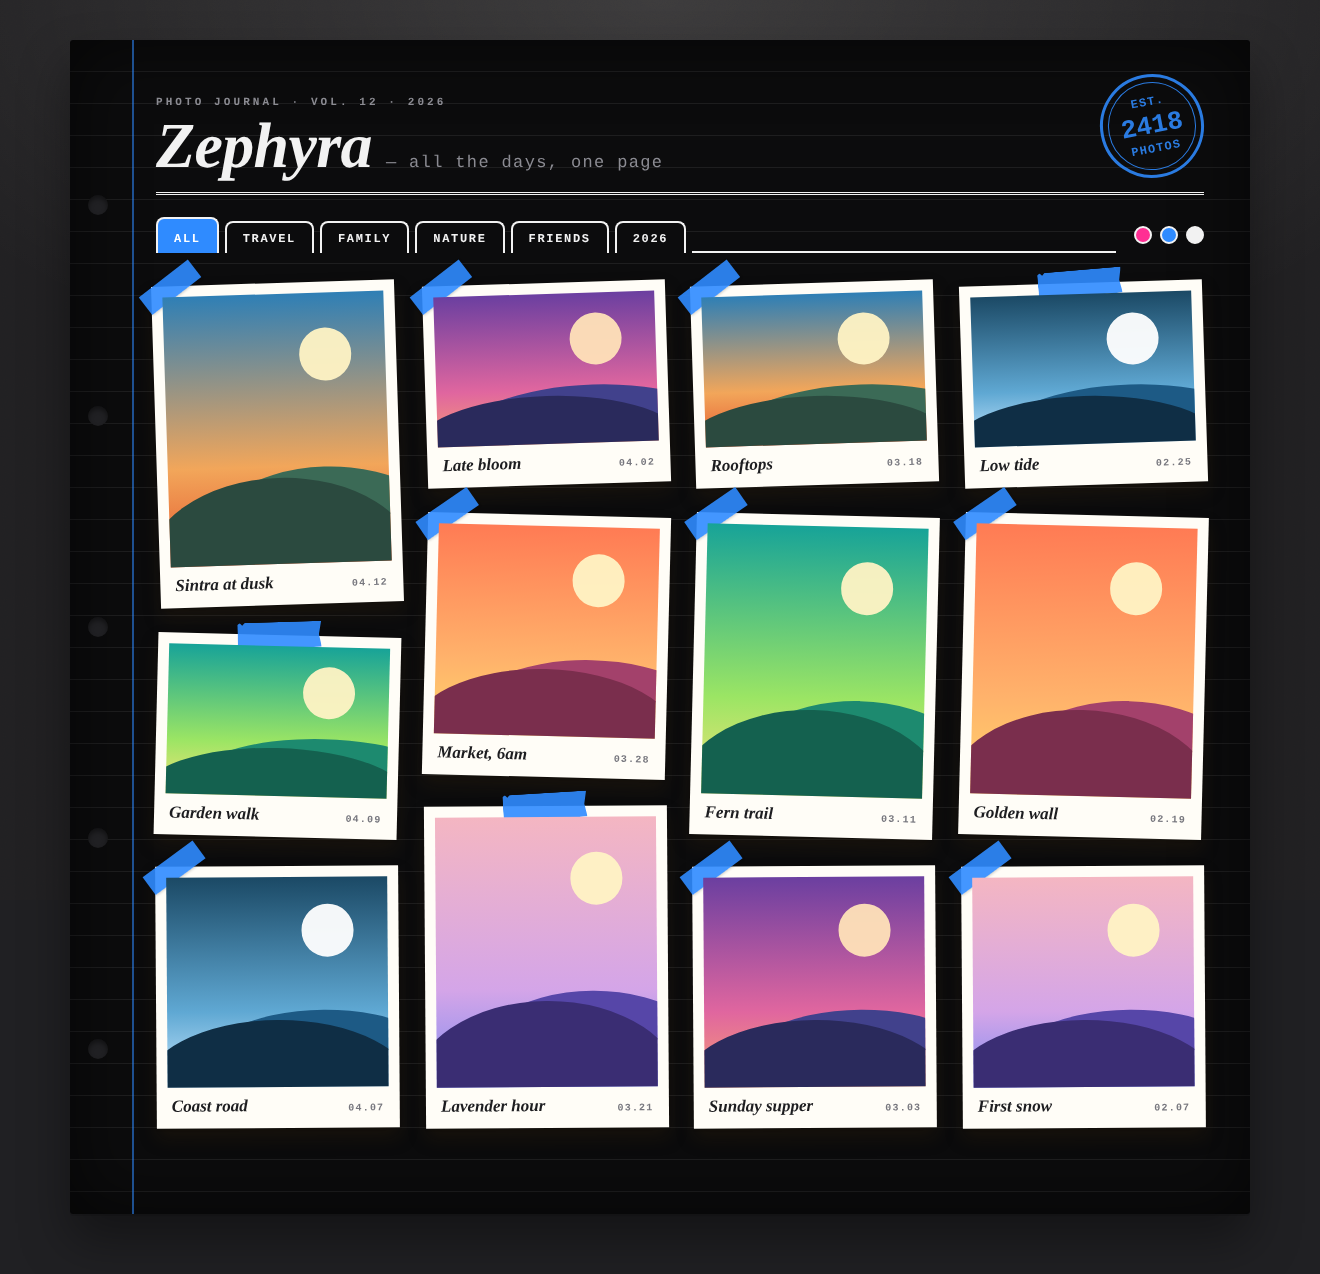 PHOTO JOURNAL · VOL. 12 · 2026
Zephyra — all the days, one page
EST.
2418
PHOTOS
ALL TRAVEL FAMILY NATURE FRIENDS 2026
Sintra at dusk 04.12
Late bloom 04.02
Rooftops 03.18
Low tide 02.25
Garden walk 04.09
Market, 6am 03.28
Fern trail 03.11
Golden wall 02.19
Coast road 04.07
Lavender hour 03.21
Sunday supper 03.03
First snow 02.07